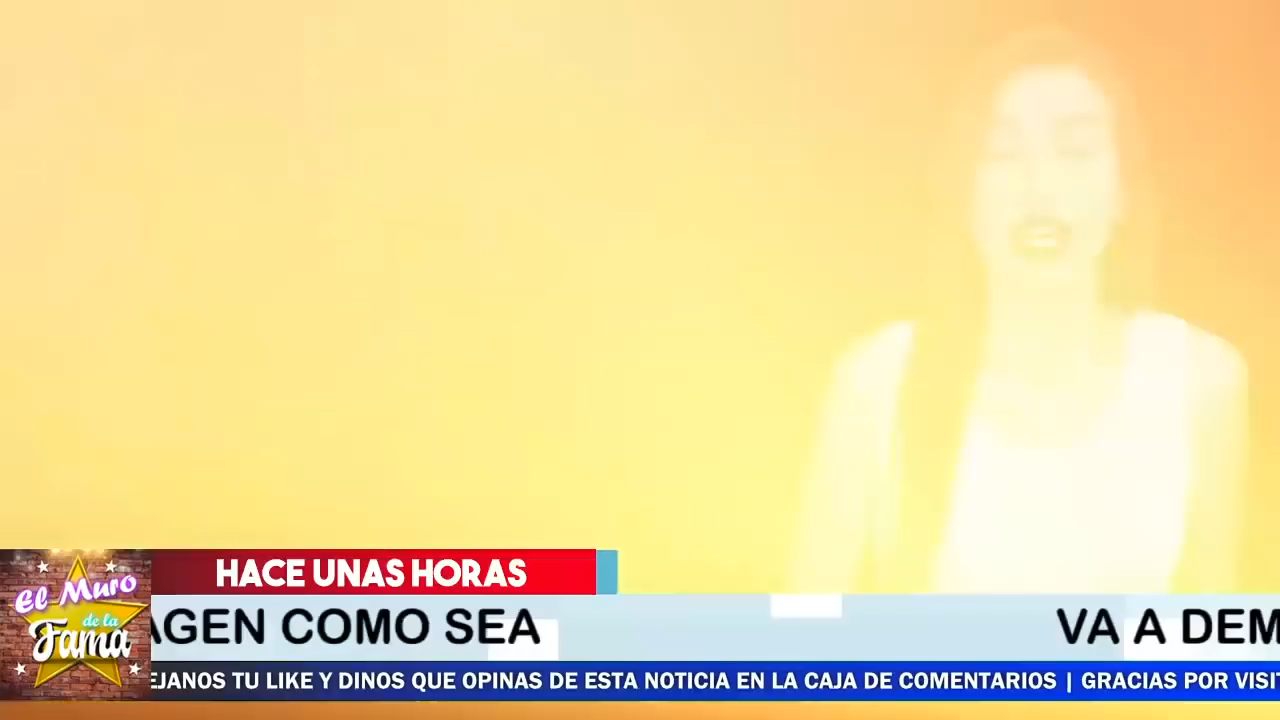 HACE UNAS HORAS
El Muro
de la
Fama
AGEN COMO SEA
VA A DEM
EJANOS TU LIKE Y DINOS QUE OPINAS DE ESTA NOTICIA EN LA CAJA DE COMENTARIOS | GRACIAS POR VISIT